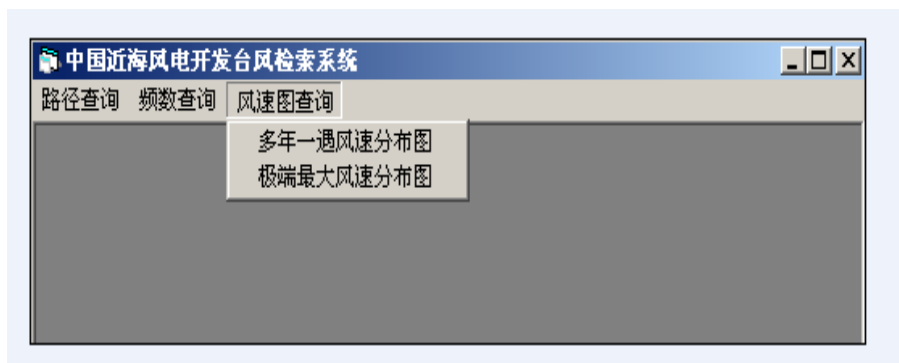 中国近海风电开发台风检索系统
路径查询 频数查询 风速图查询
多年一遇风速分布图
极端最大风速分布图